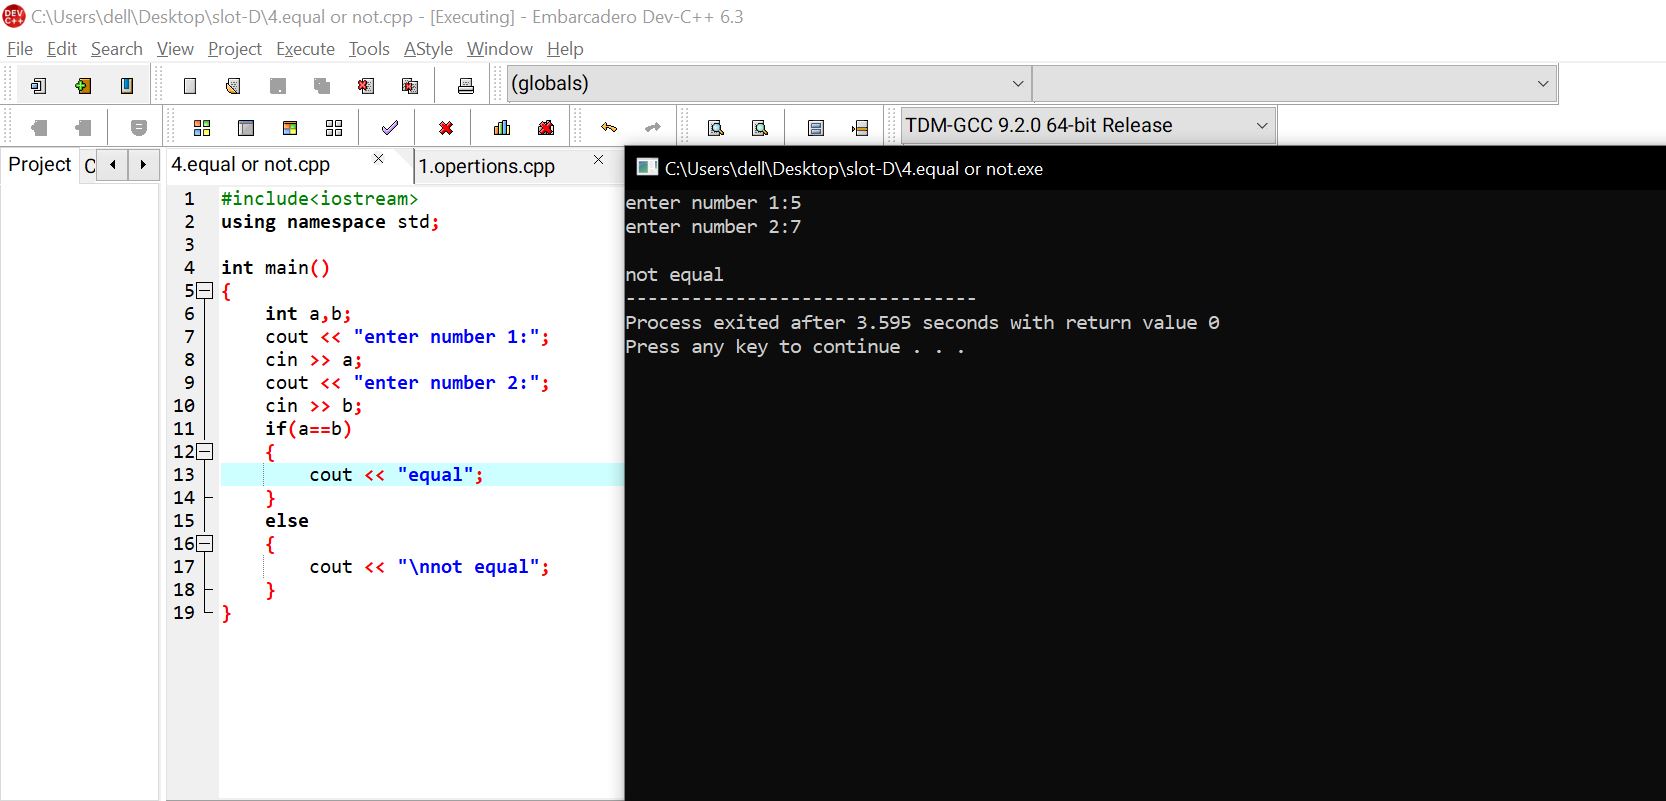 C:\Users\dell\Desktop\slot-D\4.equal or not.cpp - [Executing] - Embarcadero Dev-C++ 6.3
File Edit Search View Project Execute Tools AStyle Window Help
(globals)
TDM-GCC 9.2.0 64-bit Release
Project C 4.equal or not.cpp 1.opertions.cpp
1 #include<iostream>
2 using namespace std;
3
4 int main()
5 {
6 int a,b;
7 cout << "enter number 1:";
8 cin >> a;
9 cout << "enter number 2:";
10 cin >> b;
11 if(a==b)
12 {
13 cout << "equal";
14 }
15 else
16 {
17 cout << "\nnot equal";
18 }
19 }
C:\Users\dell\Desktop\slot-D\4.equal or not.exe
enter number 1:5
enter number 2:7
not equal
--------------------------------
Process exited after 3.595 seconds with return value 0
Press any key to continue . . .